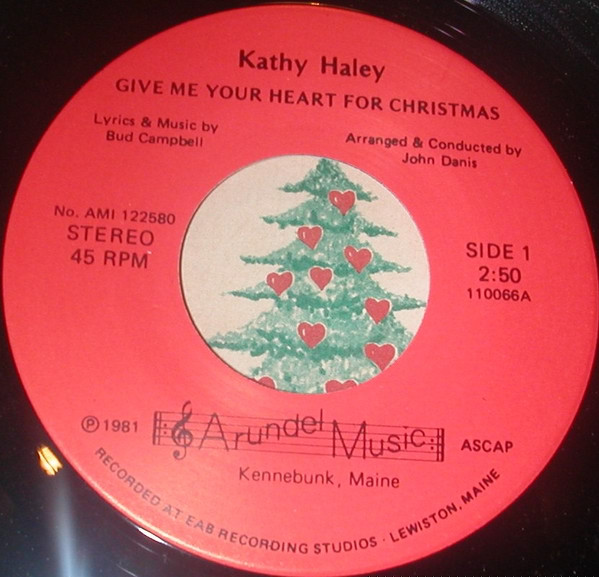 Kathy Haley
GIVE ME YOUR HEART FOR CHRISTMAS
Lyrics & Music by
Bud Campbell
Arranged & Conducted by
John Danis
No. AMI 122580
STEREO
45 RPM
SIDE 1
2:50
110066A
Ⓟ 1981
Arundel Music
ASCAP
Kennebunk, Maine
RECORDED AT EAB RECORDING STUDIOS · LEWISTON, MAINE